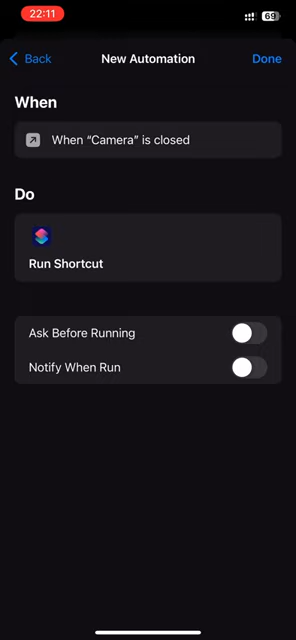 22:11
69
Back
New Automation
Done
When
When “Camera” is closed
Do
Run Shortcut
Ask Before Running
Notify When Run